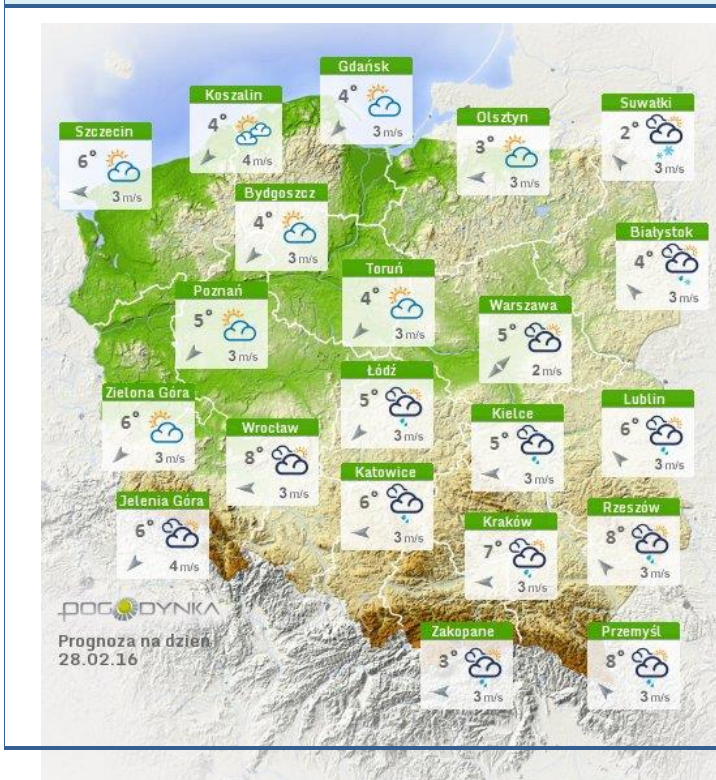 Gdańsk
4°
3 m/s
Koszalin
4°
4 m/s
Suwałki
2°
3 m/s
Olsztyn
3°
3 m/s
Szczecin
6°
3 m/s
Bydgoszcz
4°
3 m/s
Białystok
4°
3 m/s
Toruń
4°
3 m/s
Poznań
5°
3 m/s
Warszawa
5°
2 m/s
Łódź
5°
3 m/s
Zielona Góra
6°
3 m/s
Lublin
6°
3 m/s
Kielce
5°
3 m/s
Wrocław
8°
3 m/s
Katowice
6°
3 m/s
Jelenia Góra
6°
4 m/s
Rzeszów
8°
3 m/s
Kraków
7°
3 m/s
POGODYNKA
Prognoza na dzień
28.02.16
Zakopane
3°
3 m/s
Przemyśl
8°
3 m/s